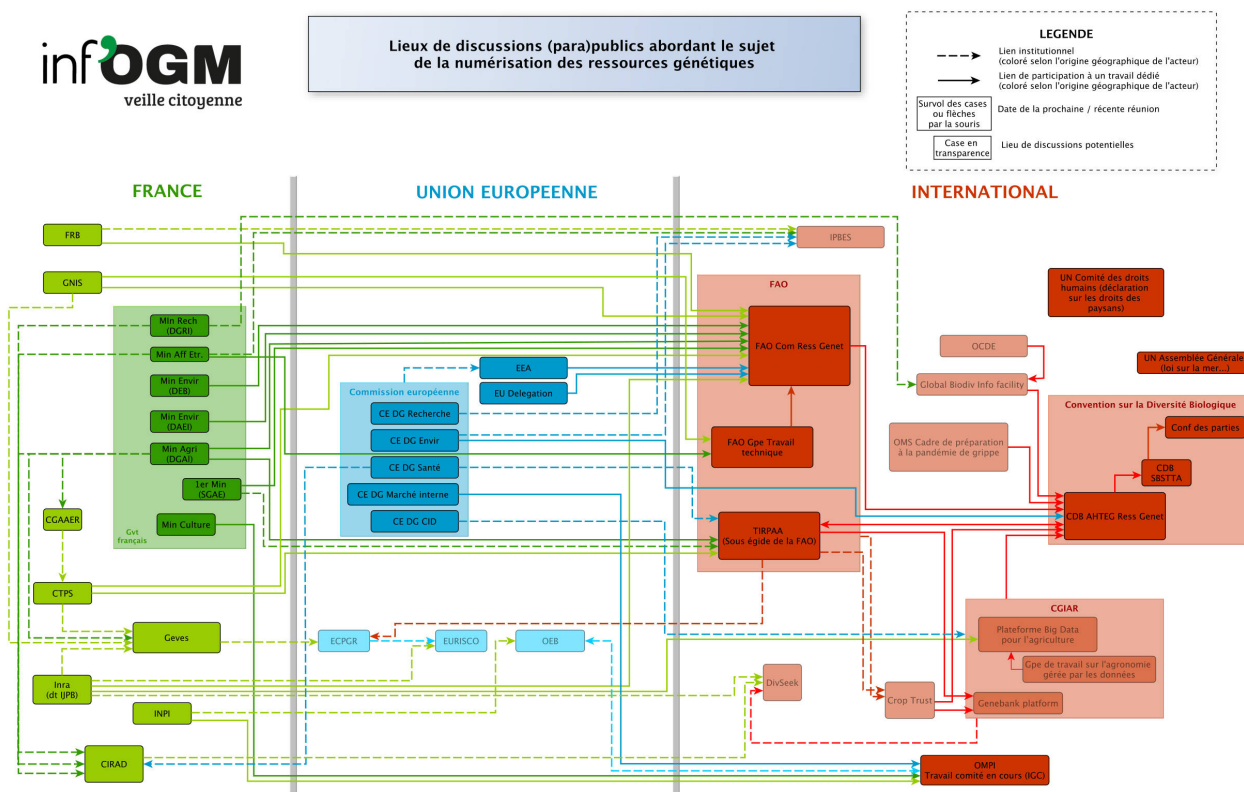 inf'OGM
veille citoyenne
Lieux de discussions (para)publics abordant le sujet
de la numérisation des ressources génétiques
LEGENDE
Lien institutionnel
(coloré selon l'origine géographique de l'acteur)
Lien de participation à un travail dédié
(coloré selon l'origine géographique de l'acteur)
Survol des cases
ou flèches
par la souris
Date de la prochaine / récente réunion
Case en
transparence
Lieu de discussions potentielles
FRANCE
UNION EUROPEENNE
INTERNATIONAL
FRB
GNIS
MIn Rech
(DGRI)
Min Aff Etr.
Min Envir
(DEB)
Min Envir
(DAEI)
Min Agri
(DGAI)
1er Min
(SGAE)
Min Culture
Gvt
français
CGAAER
CTPS
Geves
Inra
(dt IJPB)
INPI
CIRAD
EEA
EU Delegation
Commission européenne
CE DG Recherche
CE DG Envir
CE DG Santé
CE DG Marché interne
CE DG CID
ECPGR
EURISCO
OEB
IPBES
FAO
FAO Com Ress Genet
FAO Gpe Travail
technique
TIRPAA
(Sous égide de la FAO)
DivSeek
Crop Trust
UN Comité des droits
humains (déclaration
sur les droits des
paysans)
OCDE
UN Assemblée Générale
(loi sur la mer...)
Global Biodiv Info facility
Convention sur la Diversité Biologique
Conf des parties
OMS Cadre de préparation
à la pandémie de grippe
CDB
SBSTTA
CDB AHTEG Ress Genet
CGIAR
Plateforme Big Data
pour l'agriculture
Gpe de travail sur l'agronomie
gérée par les données
Genebank platform
OMPI
Travail comité en cours (IGC)